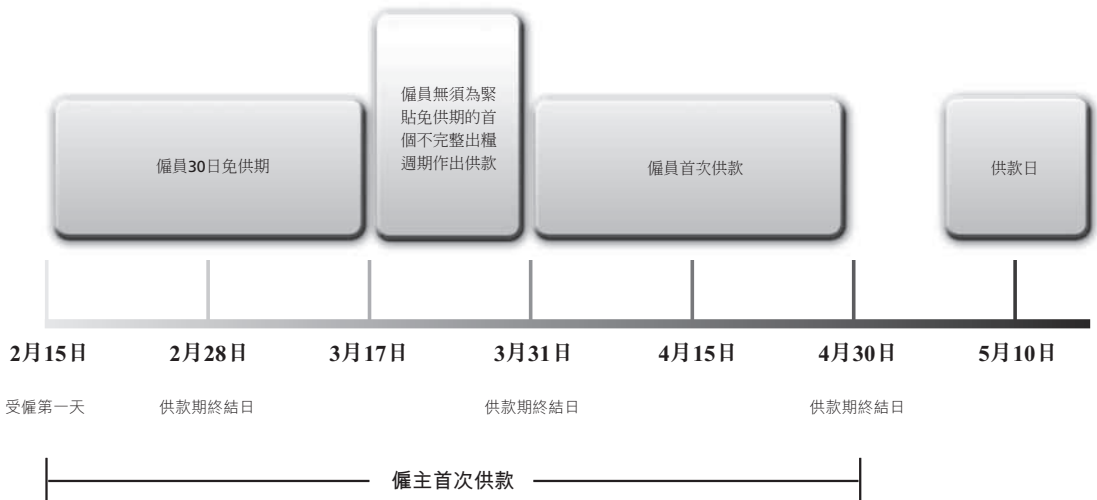 僱員30日免供期
僱員無須為緊
貼免供期的首
個不完整出糧
週期作出供款
僱員首次供款
供款日
2月15日
2月28日
3月17日
3月31日
4月15日
4月30日
5月10日
受僱第一天
供款期終結日
供款期終結日
供款期終結日
僱主首次供款